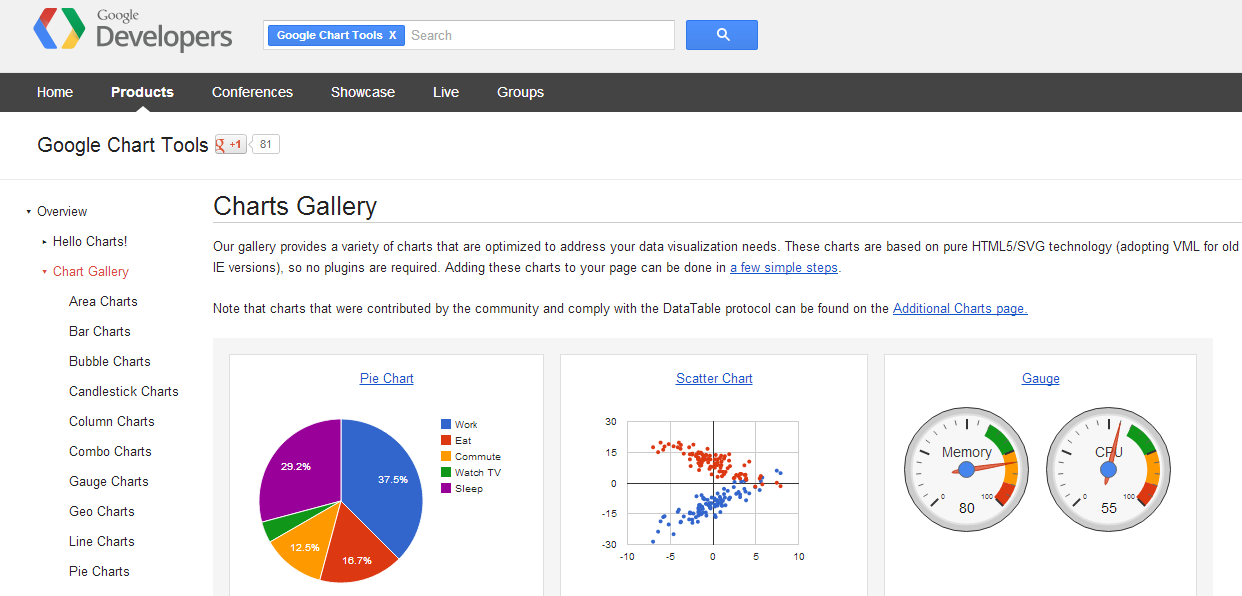 Google
Developers
Google Chart Tools X Search
Home Products Conferences Showcase Live Groups
Google Chart Tools g +1 81
Overview
Hello Charts!
Chart Gallery
Area Charts
Bar Charts
Bubble Charts
Candlestick Charts
Column Charts
Combo Charts
Gauge Charts
Geo Charts
Line Charts
Pie Charts
Charts Gallery
Our gallery provides a variety of charts that are optimized to address your data visualization needs. These charts are based on pure HTML5/SVG technology (adopting VML for old
IE versions), so no plugins are required. Adding these charts to your page can be done in a few simple steps.
Note that charts that were contributed by the community and comply with the DataTable protocol can be found on the Additional Charts page.
Pie Chart
37.5%
16.7%
12.5%
29.2%
Work
Eat
Commute
Watch TV
Sleep
Scatter Chart
30
15
0
-15
-30
-10 -5 0 5 10
Gauge
Memory
0 100
80
CPU
0 100
55